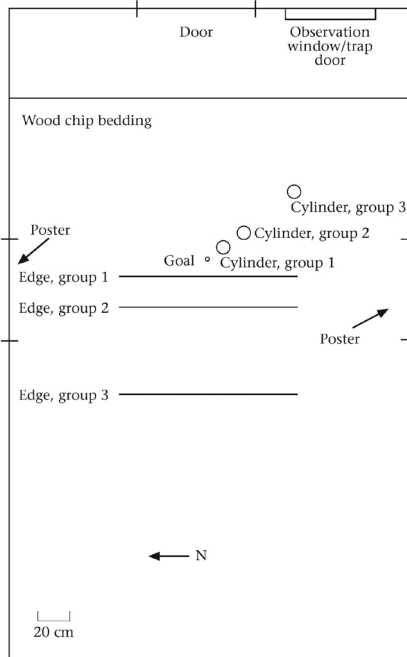 Door
Observation
window/trap
door
Wood chip bedding
Cylinder, group 3
Poster
Cylinder, group 2
Goal
Cylinder, group 1
Edge, group 1
Edge, group 2
Poster
Edge, group 3
N
20 cm